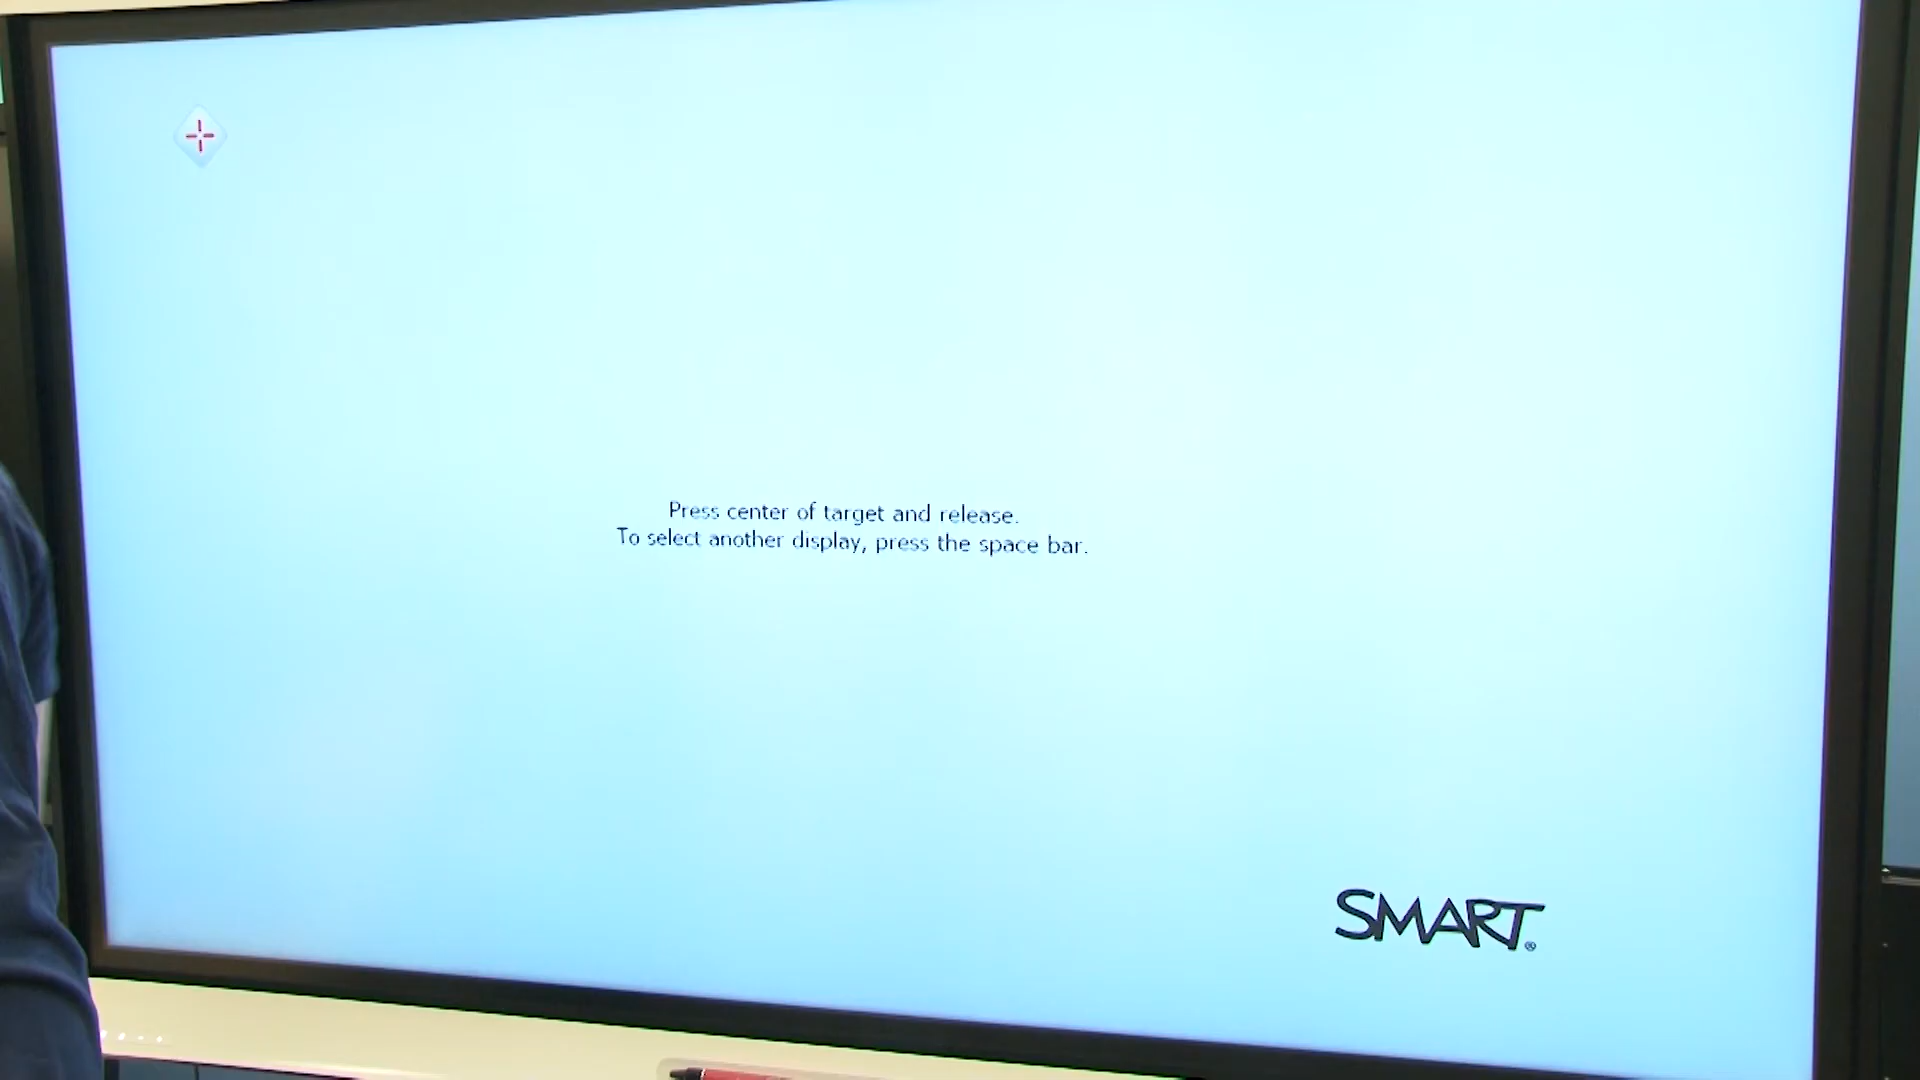 Press center of target and release.
To select another display, press the space bar.
SMART®